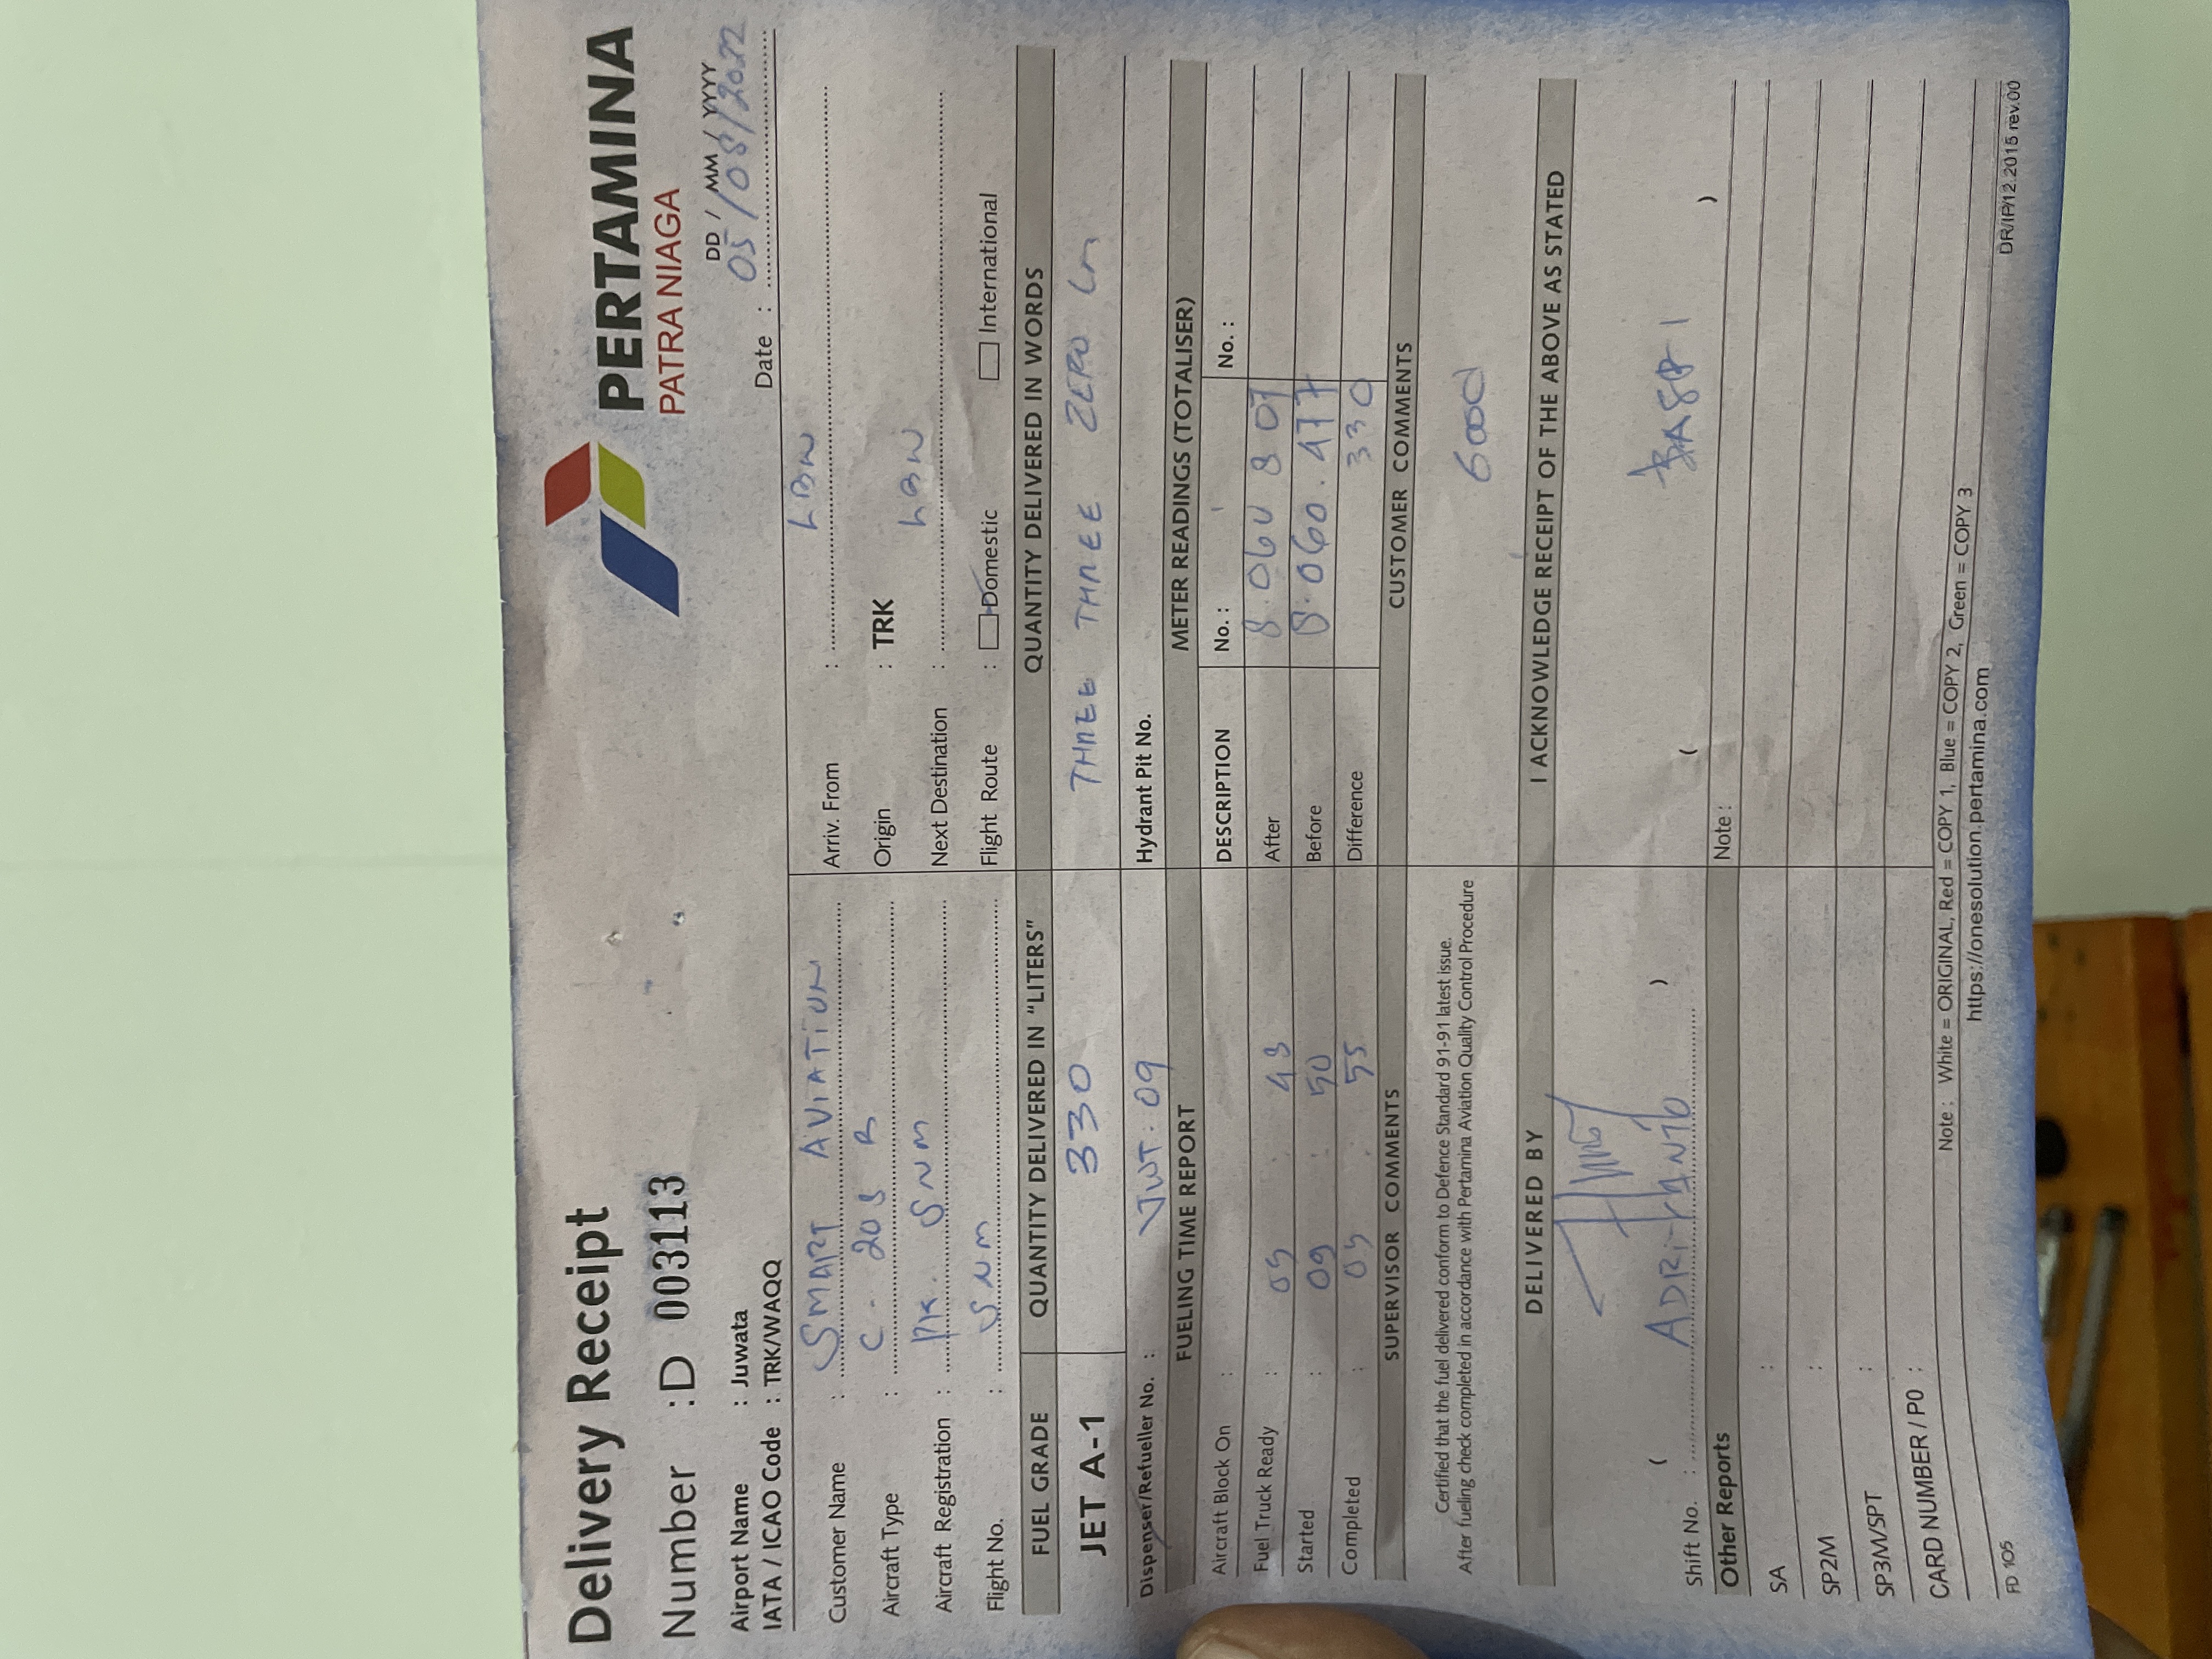 Delivery Receipt
PERTAMINA
PATRA NIAGA
Number : D 003113
DD / MM / YYYY
Date : 05/08/2022
Airport Name : Juwata
IATA / ICAO Code : TRK/WAQQ
Customer Name : SMART AVIATION
Arriv. From : LBW
Aircraft Type : C. 208 B
Origin : TRK
Aircraft Registration : PK. SNM
Next Destination : LBW
Flight No. : SNM
Flight Route : Domestic International
FUEL GRADE QUANTITY DELIVERED IN "LITERS" QUANTITY DELIVERED IN WORDS
JET A-1 330 THREE THREE ZERO
Dispenser/Refueller No. : JWT. 09 Hydrant Pit No.
FUELING TIME REPORT METER READINGS (TOTALISER)
Aircraft Block On : DESCRIPTION No. : No. :
Fuel Truck Ready : 09 43 After 8.060 807
Started : 09 : 50 Before 8.060.477
Completed : 09 . 55 Difference 330
SUPERVISOR COMMENTS CUSTOMER COMMENTS
Certified that the fuel delivered conform to Defence Standard 91-91 latest issue.
After fueling check completed in accordance with Pertamina Aviation Quality Control Procedure
GOOD
DELIVERED BY I ACKNOWLEDGE RECEIPT OF THE ABOVE AS STATED
Shift No. : ( ) ( )
Other Reports Note :
SA :
SP2M :
SP3M/SPT :
CARD NUMBER / P0 :
Note : White = ORIGINAL, Red = COPY 1, Blue = COPY 2, Green = COPY 3
https://onesolution.pertamina.com
FD 105 DR/IP/12.2015 rev.00